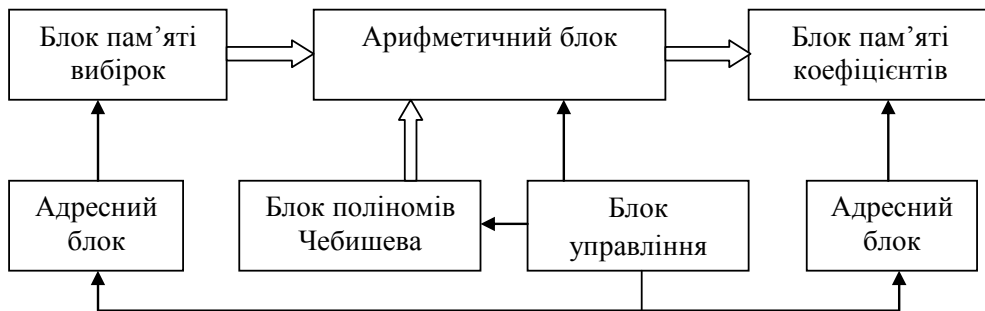 Блок пам’яті
вибірок
Арифметичний блок
Блок пам’яті
коефіцієнтів
Адресний
блок
Блок поліномів
Чебишева
Блок
управління
Адресний
блок